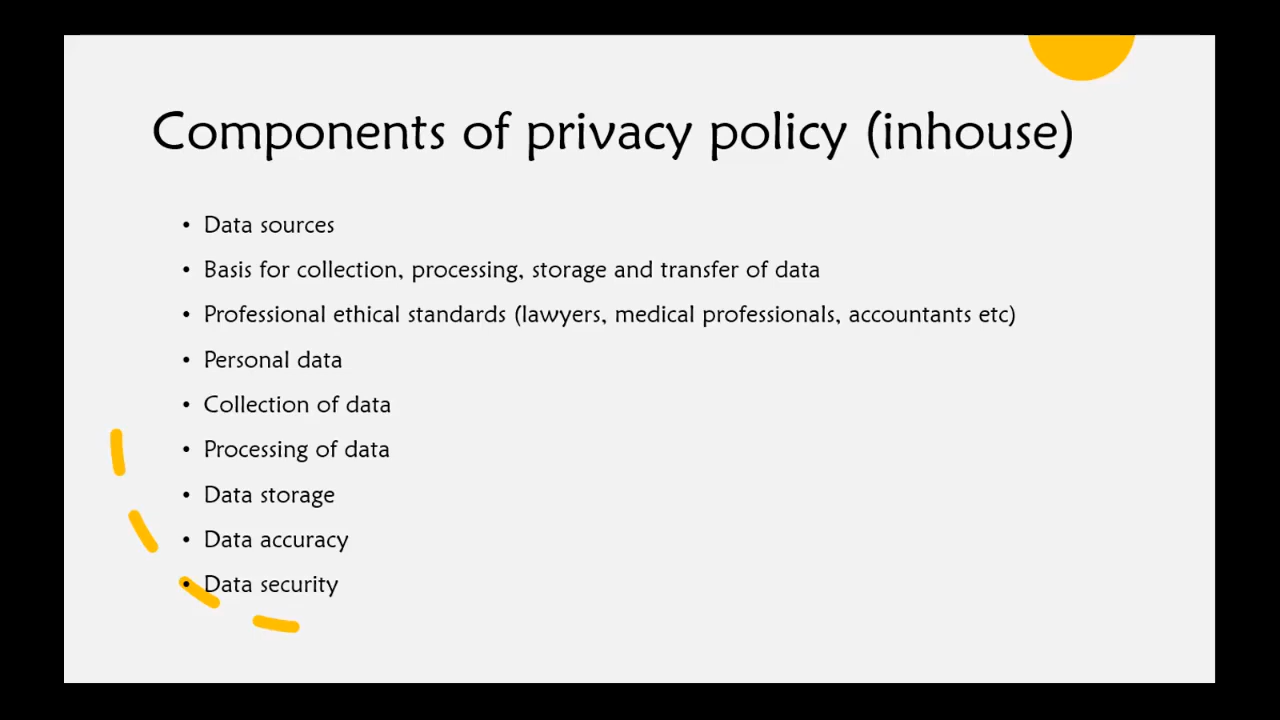 Components of privacy policy (inhouse)
• Data sources
• Basis for collection, processing, storage and transfer of data
• Professional ethical standards (lawyers, medical professionals, accountants etc)
• Personal data
• Collection of data
• Processing of data
• Data storage
• Data accuracy
• Data security